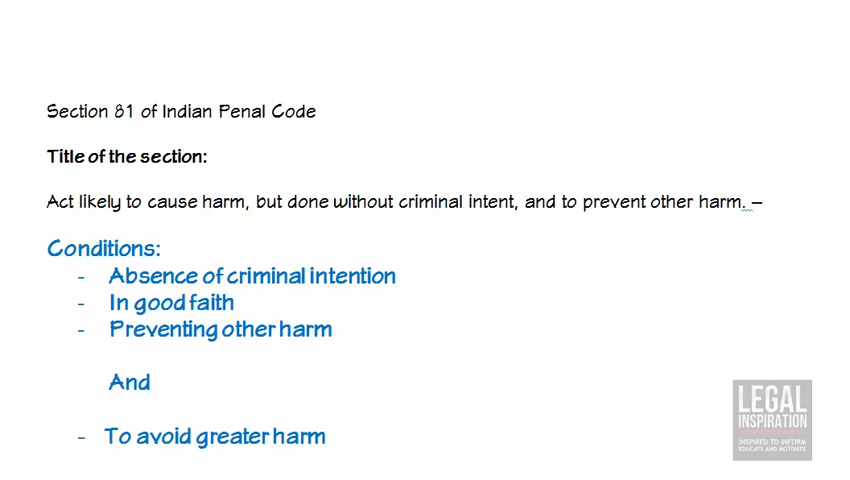 Section 81 of Indian Penal Code
Title of the section:
Act likely to cause harm, but done without criminal intent, and to prevent other harm. –
Conditions:
- Absence of criminal intention
- In good faith
- Preventing other harm
And
- To avoid greater harm
LEGAL
INSPIRATION
INSPIRED TO INFORM
EDUCATE AND MOTIVATE